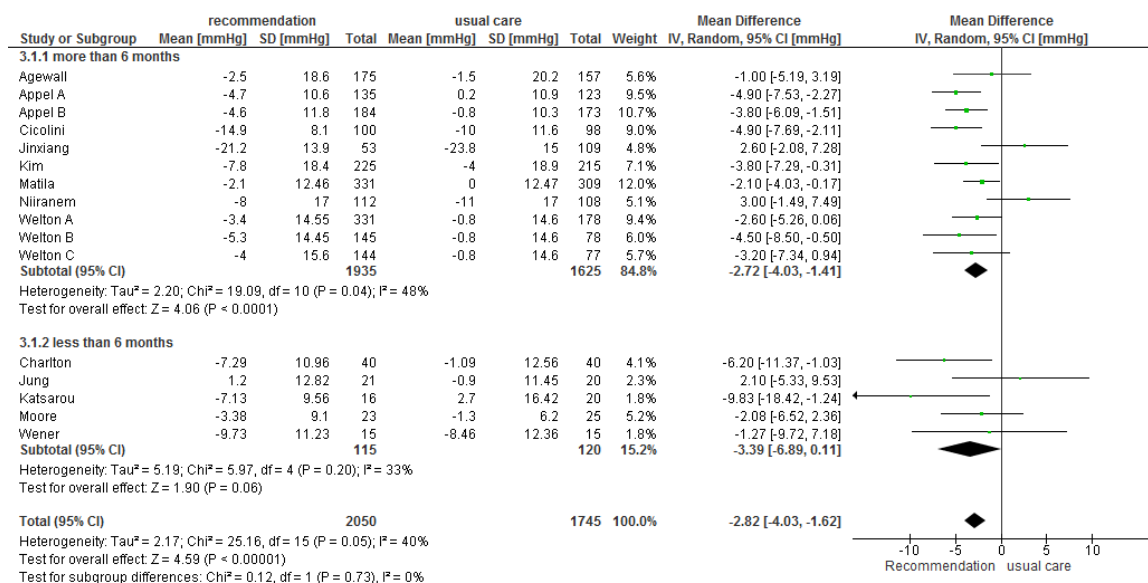 recommendation usual care Mean Difference Mean Difference
Study or Subgroup Mean [mmHg] SD [mmHg] Total Mean [mmHg] SD [mmHg] Total Weight IV, Random, 95% CI [mmHg] IV, Random, 95% CI [mmHg]
3.1.1 more than 6 months
Agewall -2.5 18.6 175 -1.5 20.2 157 5.6% -1.00 [-5.19, 3.19]
Appel A -4.7 10.6 135 0.2 10.9 123 9.5% -4.90 [-7.53, -2.27]
Appel B -4.6 11.8 184 -0.8 10.3 173 10.7% -3.80 [-6.09, -1.51]
Cicolini -14.9 8.1 100 -10 11.6 98 9.0% -4.90 [-7.69, -2.11]
Jinxiang -21.2 13.9 53 -23.8 15 109 4.8% 2.60 [-2.08, 7.28]
Kim -7.8 18.4 225 -4 18.9 215 7.1% -3.80 [-7.29, -0.31]
Matila -2.1 12.46 331 0 12.47 309 12.0% -2.10 [-4.03, -0.17]
Niiranem -8 17 112 -11 17 108 5.0% 3.00 [-1.49, 7.49]
Welton A -3.4 14.55 331 -0.8 14.6 178 9.4% -2.60 [-5.26, 0.06]
Welton B -5.3 14.45 145 -0.8 14.6 78 6.0% -4.50 [-8.50, -0.50]
Welton C -4 15.6 144 -0.8 14.6 77 5.7% -3.20 [-7.34, 0.94]
Subtotal (95% CI) 1935 1625 84.8% -2.72 [-4.03, -1.41]
Heterogeneity: Tau² = 2.20; Chi² = 19.09, df = 10 (P = 0.04); I² = 48%
Test for overall effect: Z = 4.06 (P < 0.0001)
3.1.2 less than 6 months
Charlton -7.29 10.96 40 -1.09 12.56 40 4.1% -6.20 [-11.37, -1.03]
Jung 1.2 12.82 21 -0.9 11.45 20 2.3% 2.10 [-5.33, 9.53]
Katsarou -7.13 9.56 16 2.7 16.42 20 1.8% -9.83 [-18.42, -1.24]
Moore -3.38 9.1 23 -1.3 6.2 25 5.2% -2.08 [-6.52, 2.36]
Wener -9.73 11.23 15 -8.46 12.36 15 1.8% -1.27 [-9.72, 7.18]
Subtotal (95% CI) 115 120 15.2% -3.39 [-6.89, 0.11]
Heterogeneity: Tau² = 5.19; Chi² = 5.97, df = 4 (P = 0.20); I² = 33%
Test for overall effect: Z = 1.90 (P = 0.06)
Total (95% CI) 2050 1745 100.0% -2.82 [-4.03, -1.62]
Heterogeneity: Tau² = 2.17; Chi² = 25.16, df = 15 (P = 0.05); I² = 40%
Test for overall effect: Z = 4.59 (P < 0.00001)
Test for subgroup differences: Chi² = 0.12, df = 1 (P = 0.73), I² = 0%
-10 -5 0 5 10
Recommendation usual care